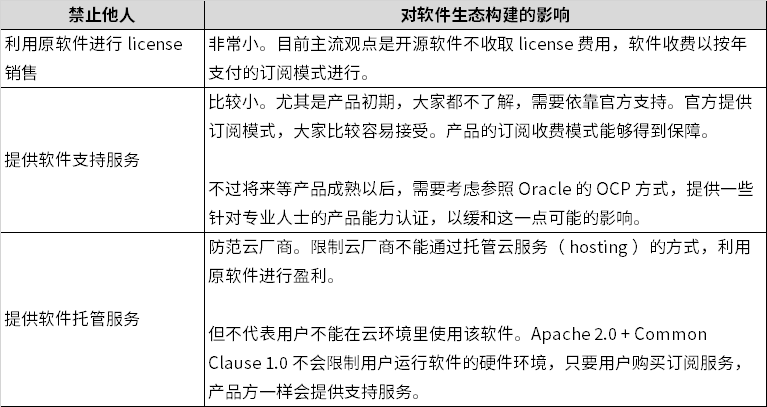 禁止他人
对软件生态构建的影响
利用原软件进行 license
销售
非常小。目前主流观点是开源软件不收取 license 费用，软件收费以按年
支付的订阅模式进行。
提供软件支持服务
比较小。尤其是产品初期，大家都不了解，需要依靠官方支持。官方提供
订阅模式，大家比较容易接受。产品的订阅收费模式能够得到保障。
不过将来等产品成熟以后，需要考虑参照 Oracle 的 OCP 方式，提供一些
针对专业人士的产品能力认证，以缓和这一点可能的影响。
提供软件托管服务
防范云厂商。限制云厂商不能通过托管云服务（ hosting ）的方式，利用
原软件进行盈利。
但不代表用户不能在云环境里使用该软件。Apache 2.0 + Common
Clause 1.0 不会限制用户运行软件的硬件环境，只要用户购买订阅服务，
产品方一样会提供支持服务。